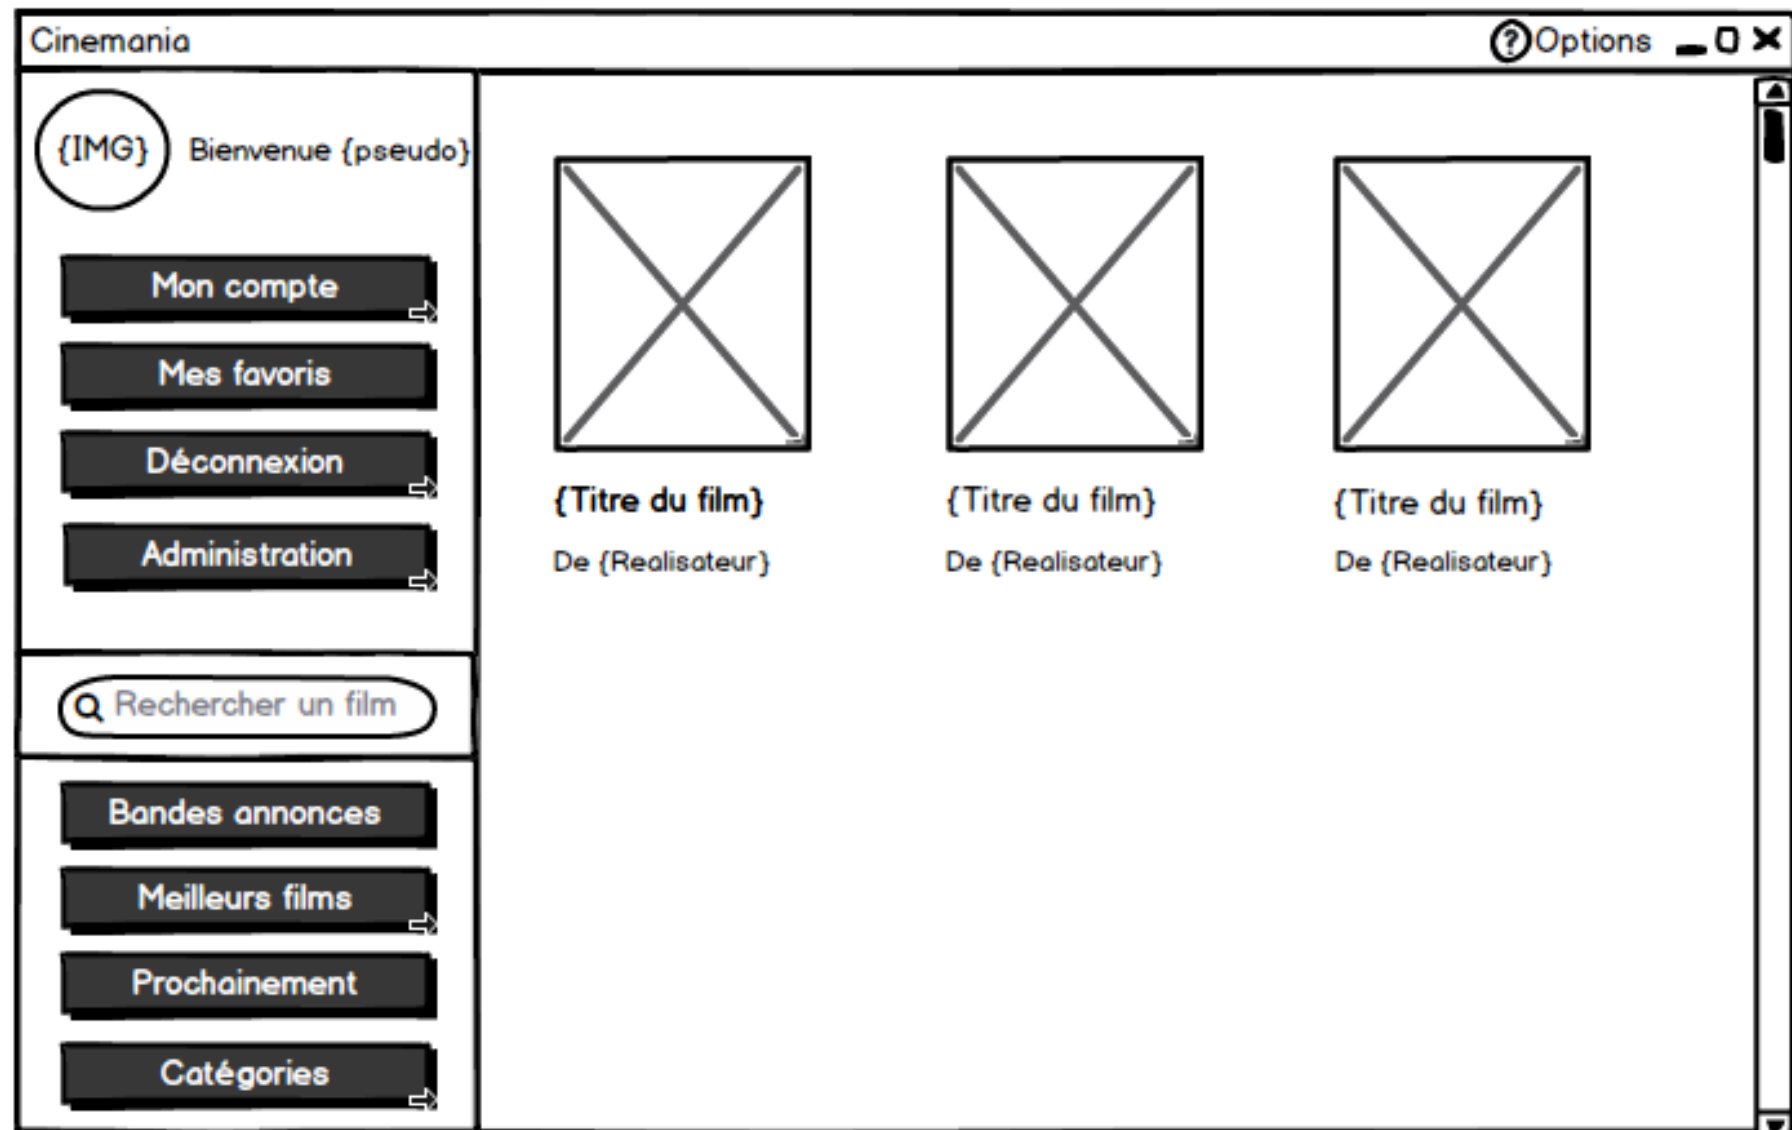 Cinemania
? Options
{IMG} Bienvenue {pseudo}
Mon compte
Mes favoris
Déconnexion
Administration
Rechercher un film
Bandes annonces
Meilleurs films
Prochainement
Catégories
{Titre du film} {Titre du film} {Titre du film}
De {Realisateur} De {Realisateur} De {Realisateur}